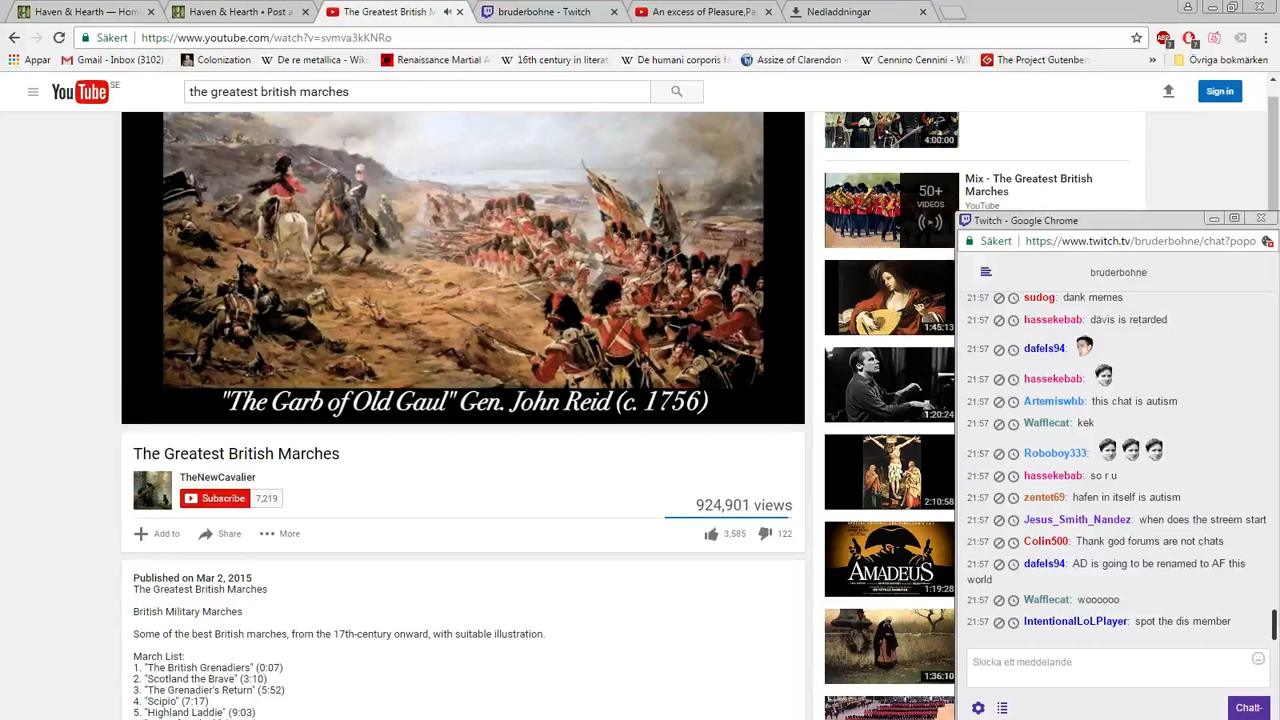 Haven & Hearth — Hom
Haven & Hearth • Post a
The Greatest British M
bruderbohne - Twitch
An excess of Pleasure,Pa
Nedladdningar
Säkert
https://www.youtube.com/watch?v=svmva3kKNRo
Appar
Gmail - Inbox (3102)
Colonization
De re metallica - Wiki
Renaissance Martial A
16th century in literat
De humani corporis fa
Assize of Clarendon -
Cennino Cennini - Wi
The Project Gutenber
»
Övriga bokmärken
YouTube SE
the greatest british marches
Sign in
"The Garb of Old Gaul" Gen. John Reid (c. 1756)
The Greatest British Marches
TheNewCavalier
Subscribe 7,219
924,901 views
Add to
Share
More
3,585
122
Published on Mar 2, 2015
The Greatest British Marches
British Military Marches
Some of the best British marches, from the 17th-century onward, with suitable illustration.
March List:
1. "The British Grenadiers" (0:07)
2. "Scotland the Brave" (3:10)
3. "The Grenadier's Return" (5:52)
4. "Scipio" (7:17)
4:00:00
50+
VIDEOS
Mix - The Greatest British
Marches
YouTube
1:45:13
1:20:24
2:10:58
AMADEUS
1:19:28
1:36:10
Twitch - Google Chrome
Säkert
https://www.twitch.tv/bruderbohne/chat?popo
bruderbohne
21:57 sudog: dank memes
21:57 hassekebab: dävis is retarded
21:57 dafels94:
21:57 hassekebab:
21:57 Artemiswhb: this chat is autism
21:57 Wafflecat: kek
21:57 Roboboy333:
21:57 hassekebab: so r u
21:57 zentet69: hafen in itself is autism
21:57 Jesus_Smith_Nandez: when does the streem start
21:57 Colin500: Thank god forums are not chats
21:57 dafels94: AD is going to be renamed to AF this
world
21:57 Wafflecat: woooooo
21:57 IntentionalLoLPlayer: spot the dis member
Skicka ett meddelande
Chatt-